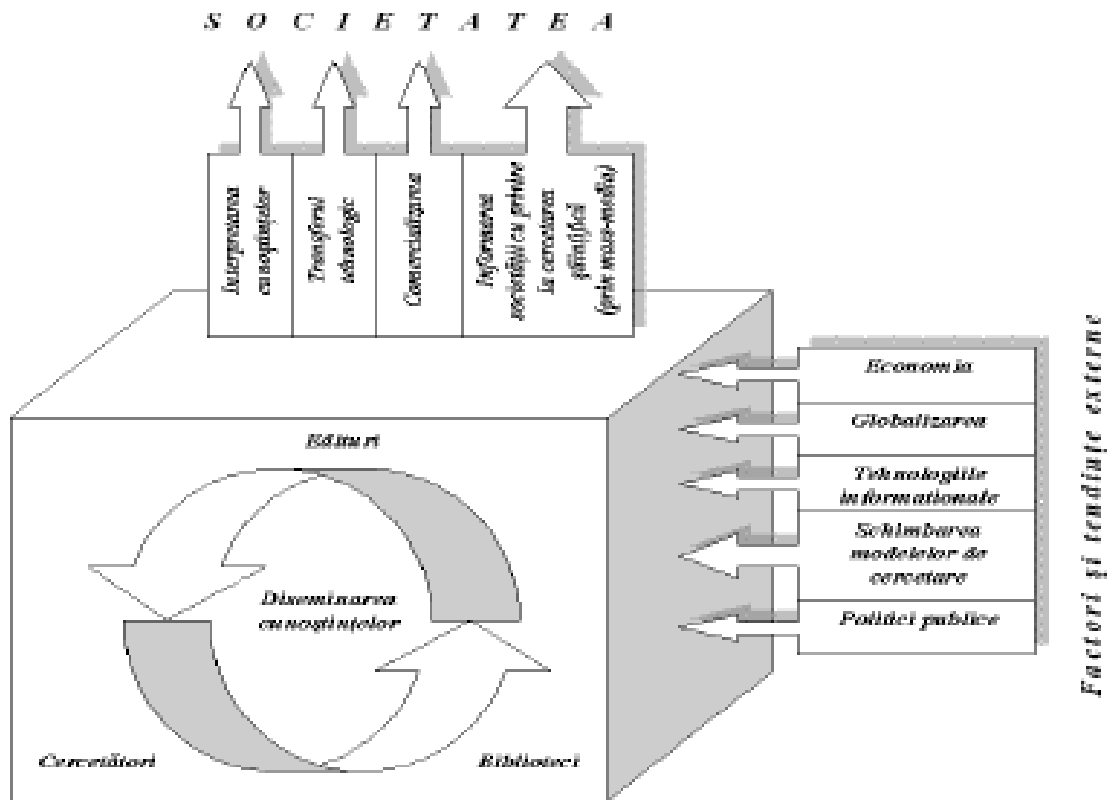 S O C I E T A T E A
Interpretarea
cunoştinţelor
Transferul
tehnologic
Comercializarea
Informarea
societăţii cu privire
la cercetarea
ştiinţifică
(prin mass-media)
Economia
Globalizarea
Tehnologiile
informationale
Schimbarea
modelelor de
cercetare
Politici publice
Factori şi tendinţe externe
Edituri
Diseminarea
cunoştinţelor
Cercetători
Biblioteci